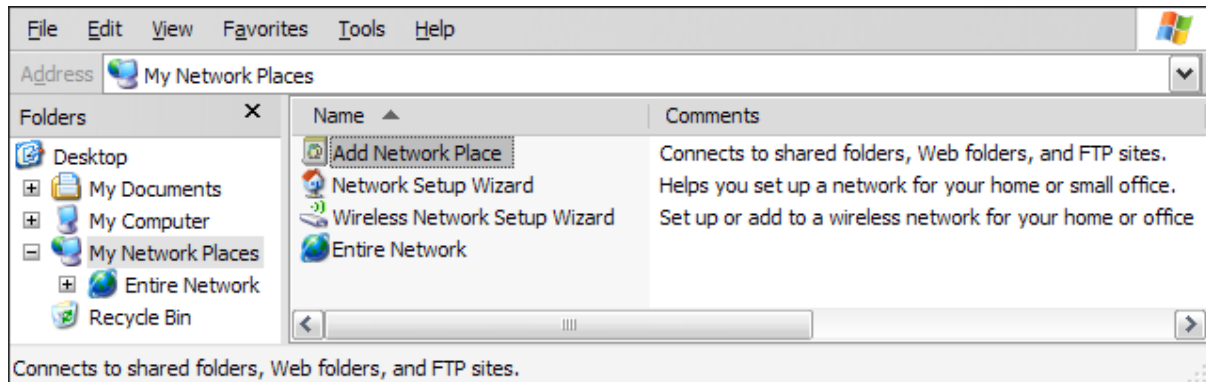 File Edit View Favorites Tools Help
Address My Network Places
Folders X Name Comments
Desktop Add Network Place Connects to shared folders, Web folders, and FTP sites.
My Documents Network Setup Wizard Helps you set up a network for your home or small office.
My Computer Wireless Network Setup Wizard Set up or add to a wireless network for your home or office
My Network Places Entire Network
Entire Network
Recycle Bin
Connects to shared folders, Web folders, and FTP sites.